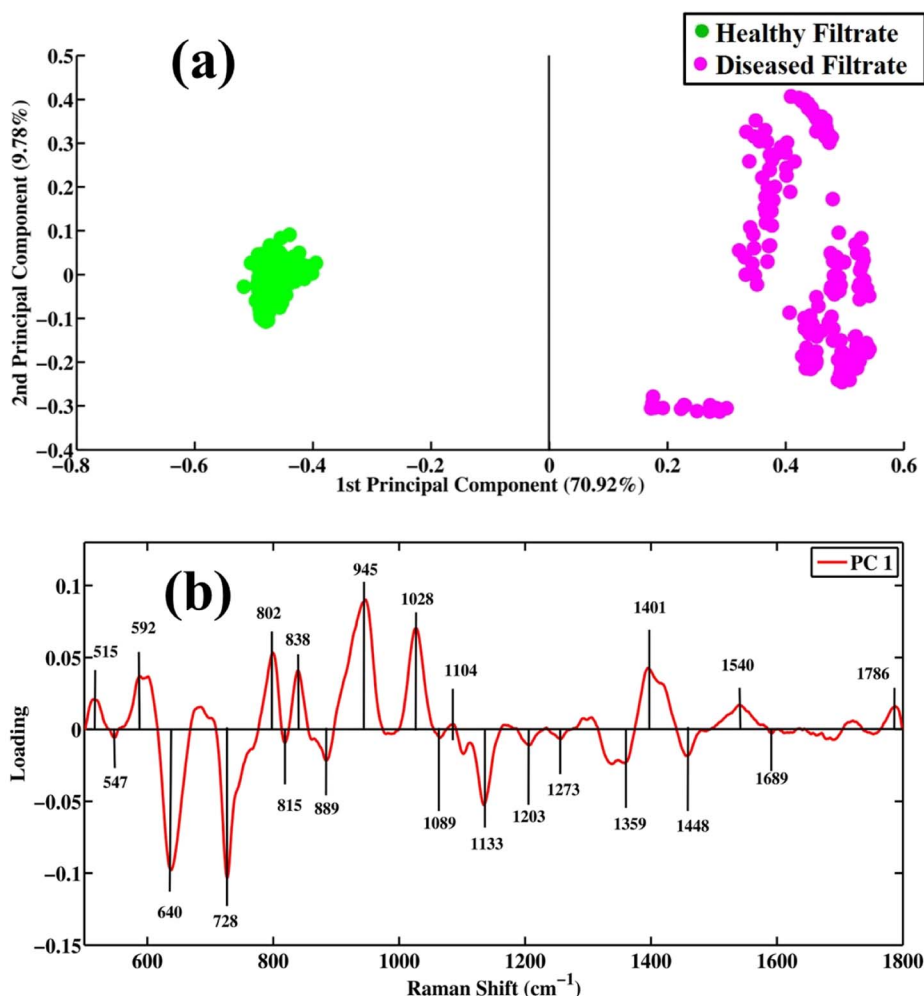 (a)
Healthy Filtrate
Diseased Filtrate
0.5
0.4
0.3
0.2
0.1
0
−0.1
−0.2
−0.3
−0.4
2nd Principal Component (9.78%)
−0.8 −0.6 −0.4 −0.2 0 0.2 0.4 0.6
1st Principal Component (70.92%)
(b)
PC 1
0.1
0.05
0
−0.05
−0.1
−0.15
Loading
515 592 802 838 945 1028 1104 1401 1540 1786
547 640 728 815 889 1089 1133 1203 1273 1359 1448 1689
600 800 1000 1200 1400 1600 1800
Raman Shift (cm⁻¹)